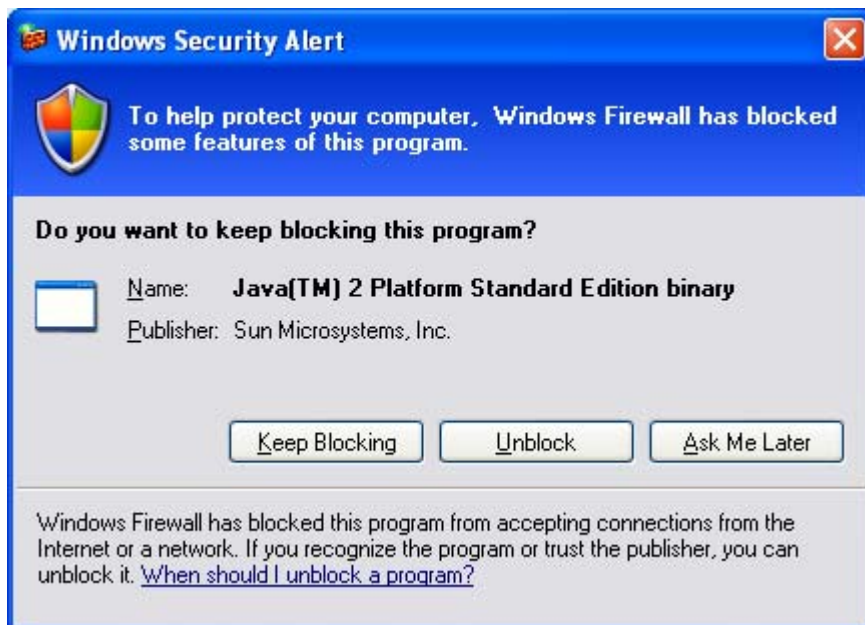 Windows Security Alert
To help protect your computer, Windows Firewall has blocked
some features of this program.
Do you want to keep blocking this program?
Name: Java(TM) 2 Platform Standard Edition binary
Publisher: Sun Microsystems, Inc.
Keep Blocking Unblock Ask Me Later
Windows Firewall has blocked this program from accepting connections from the
Internet or a network. If you recognize the program or trust the publisher, you can
unblock it. When should I unblock a program?